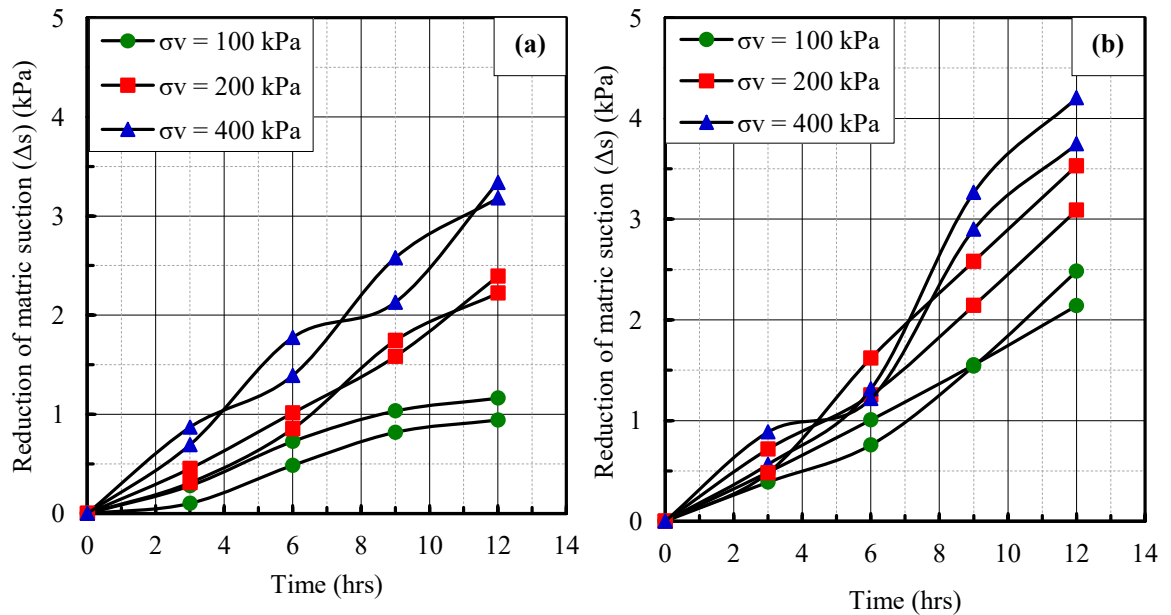 Reduction of matric suction (Δs) (kPa)
5
4
3
2
1
0
σv = 100 kPa
σv = 200 kPa
σv = 400 kPa
(a)
0 2 4 6 8 10 12 14
Time (hrs)
Reduction of matric suction (Δs) (kPa)
5
4
3
2
1
0
σv = 100 kPa
σv = 200 kPa
σv = 400 kPa
(b)
0 2 4 6 8 10 12 14
Time (hrs)